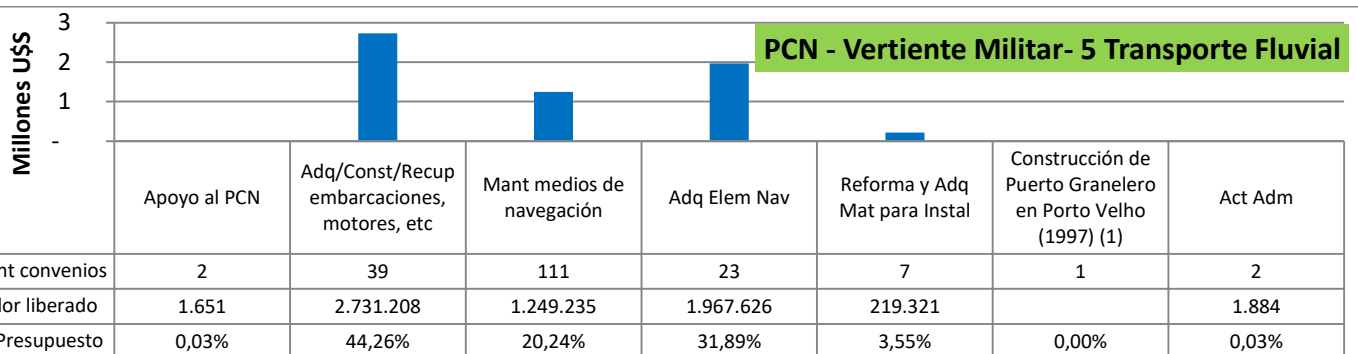 Millones U$S
3
2
1
-
PCN - Vertiente Militar- 5 Transporte Fluvial
Apoyo al PCN
Adq/Const/Recup
embarcaciones,
motores, etc
Mant medios de
navegación
Adq Elem Nav
Reforma y Adq
Mat para Instal
Construcción de
Puerto Granelero
en Porto Velho
(1997) (1)
Act Adm
nt convenios 2 39 111 23 7 1 2
lor liberado 1.651 2.731.208 1.249.235 1.967.626 219.321 1.884
Presupuesto 0,03% 44,26% 20,24% 31,89% 3,55% 0,00% 0,03%